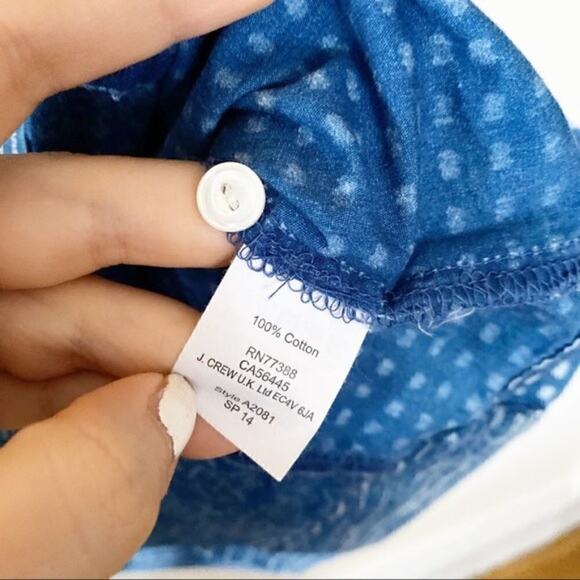 100% Cotton
RN77388
CA56445
J. CREW U.K. Ltd EC4V 6JA
Style A2081
SP 14